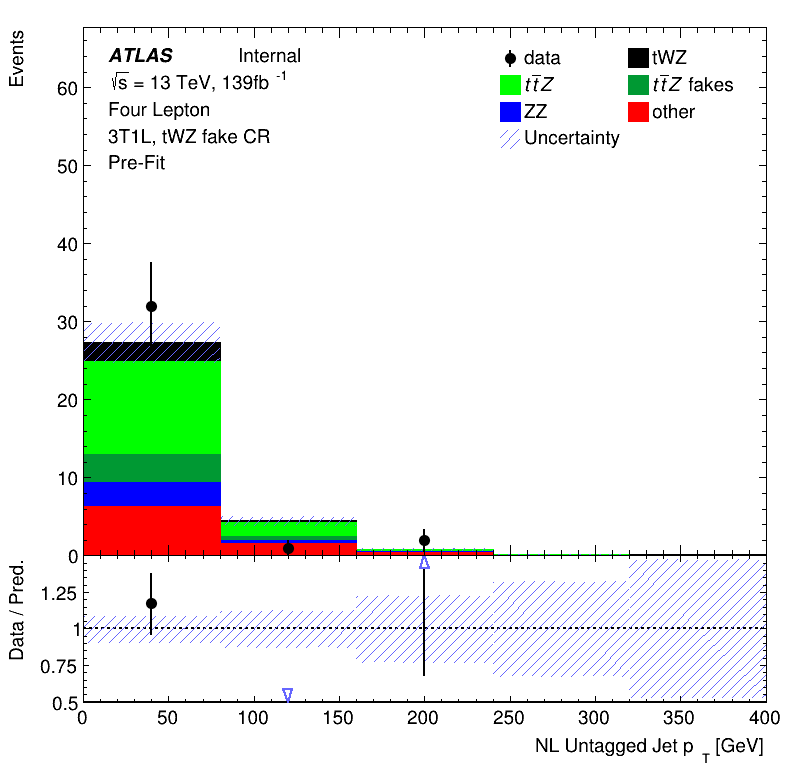 Events
ATLAS Internal
√s = 13 TeV, 139fb -1
Four Lepton
3T1L, tWZ fake CR
Pre-Fit
data
tWZ
tt̄Z
tt̄Z fakes
ZZ
other
Uncertainty
60
50
40
30
20
10
0
Data / Pred.
1.25
1
0.75
0.5
0 50 100 150 200 250 300 350 400
NL Untagged Jet p T [GeV]